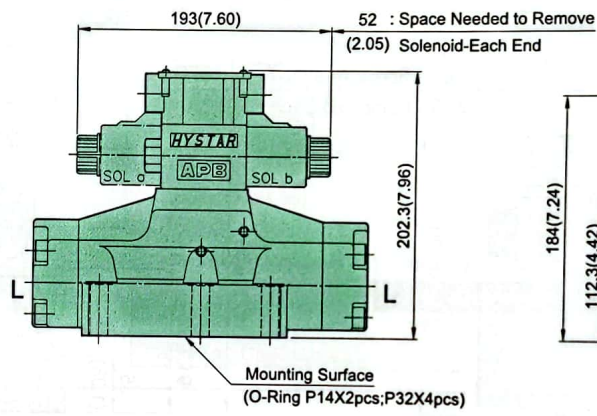 193(7.60)
52 : Space Needed to Remove
(2.05) Solenoid-Each End
HYSTAR
APB
SOL a
SOL b
202.3(7.96)
184(7.24)
112.3(4.42)
L
L
Mounting Surface
(O-Ring P14X2pcs;P32X4pcs)